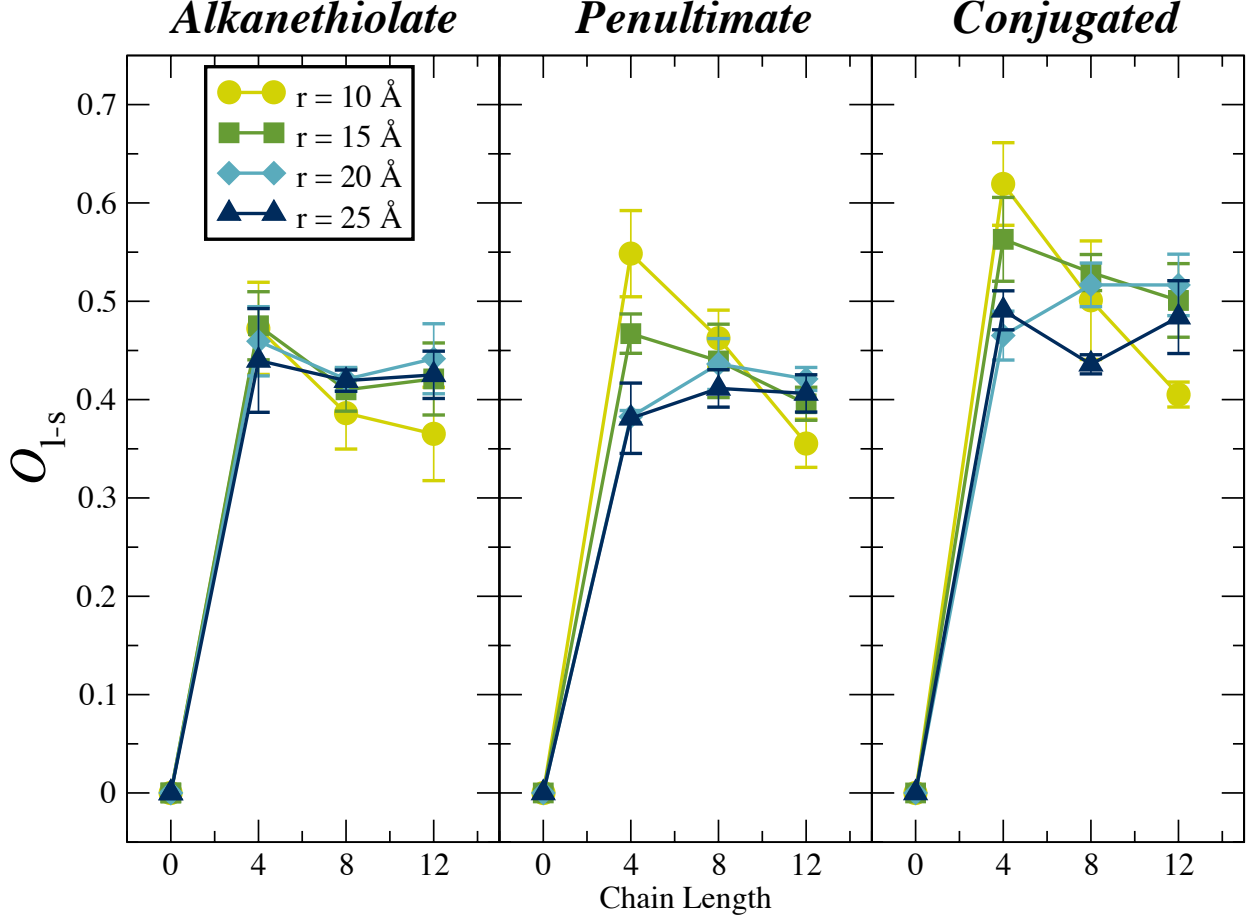 Alkanethiolate Penultimate Conjugated
r = 10 Å
r = 15 Å
r = 20 Å
r = 25 Å
0.7
0.6
0.5
0.4
0.3
0.2
0.1
0
O_{l-s}
0 4 8 12 0 4 8 12 0 4 8 12
Chain Length